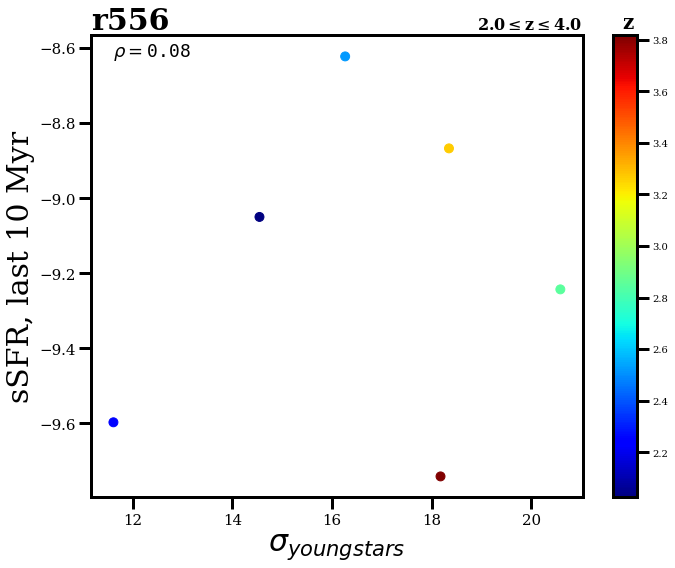 r556
2.0 ≤ z ≤ 4.0
z
ρ = 0.08
sSFR, last 10 Myr
−8.6
−8.8
−9.0
−9.2
−9.4
−9.6
12 14 16 18 20
σyoungstars
3.8
3.6
3.4
3.2
3.0
2.8
2.6
2.4
2.2